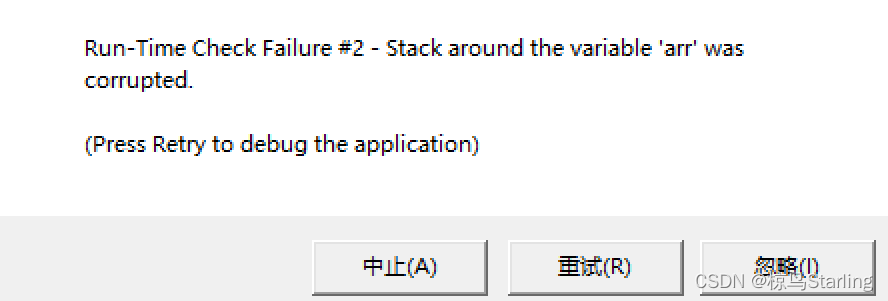 Run-Time Check Failure #2 - Stack around the variable 'arr' was
corrupted.
(Press Retry to debug the application)
中止(A) 重试(R) 忽略(I)
CSDN @椋鸟Starling